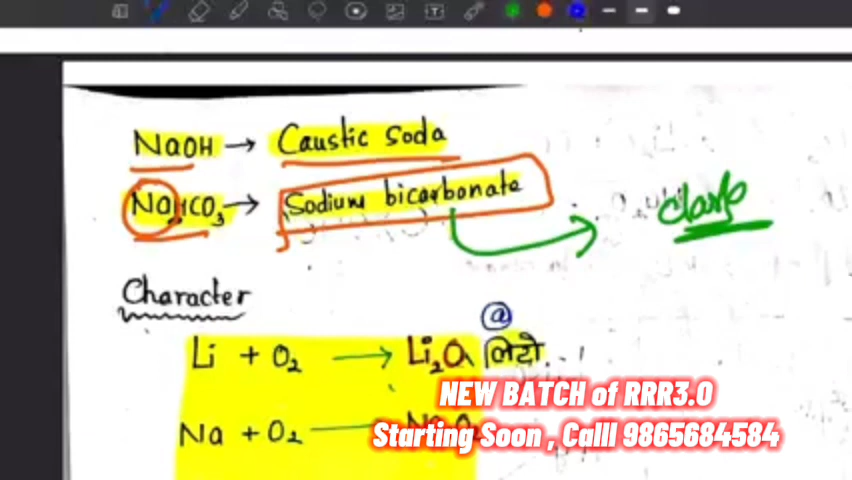 NaOH → Caustic Soda
NaHCO₃ → Sodium bicarbonate
Character
@
Li + O₂ → Li₂O लिटो
Na + O₂
NEW BATCH of RRR3.0
Starting Soon , Calll 9865684584